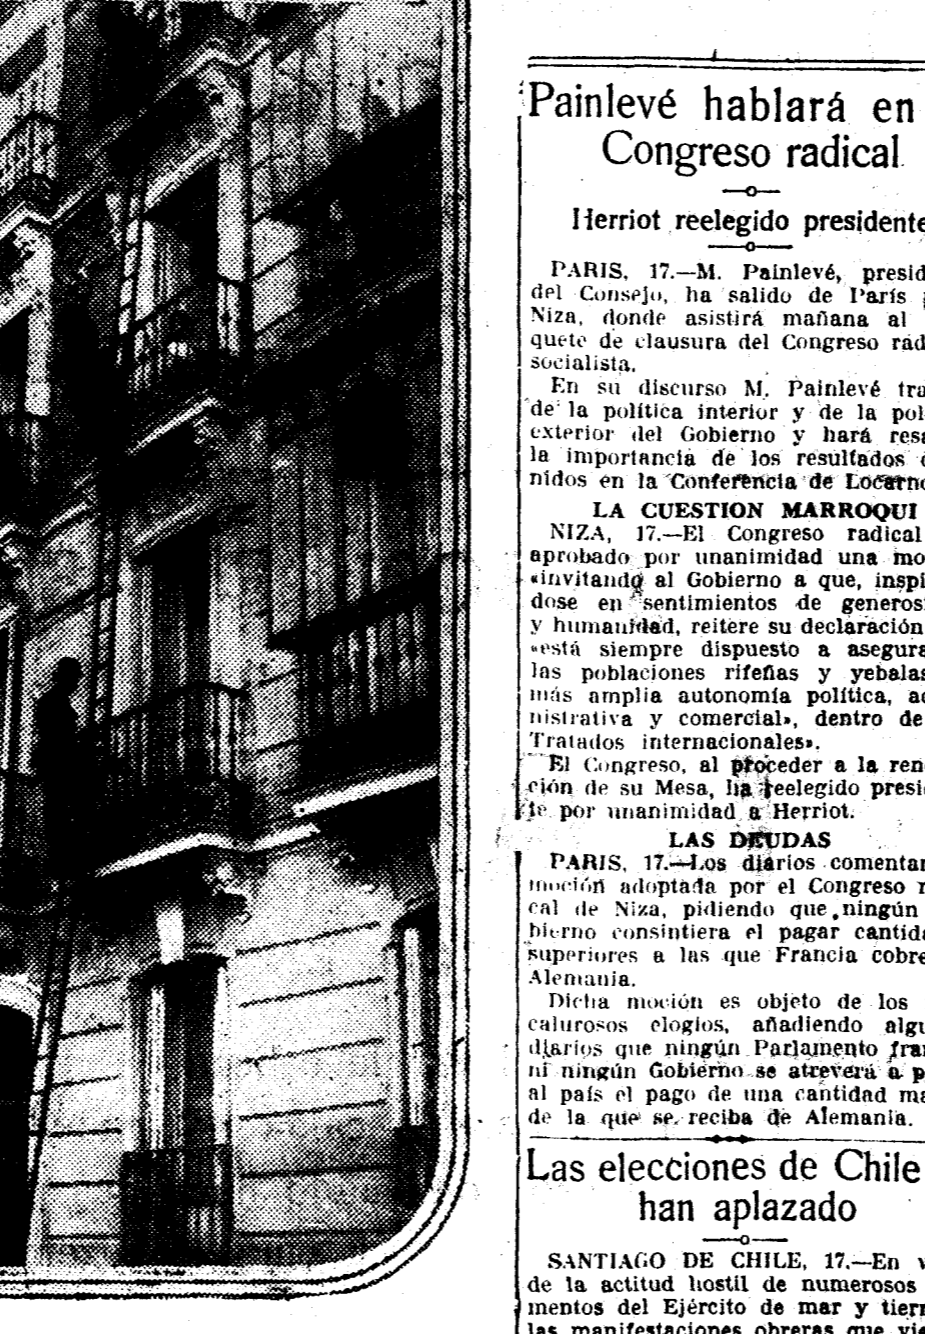 Painlevé hablará en
Congreso radical
Herriot reelegido presidente
PARIS, 17.—M. Painlevé, presid
del Consejo, ha salido de París
Niza, donde asistirá mañana al
quete de clausura del Congreso rad
socialista.
En su discurso M. Painlevé tra
de la política interior y de la pol
exterior del Gobierno y hará resa
la importancia de los resultados
nidos en la Conferencia de Locarno
LA CUESTION MARROQUI
NIZA, 17.—El Congreso radical
aprobado por unanimidad una mo
«invitando al Gobierno a que, inspi
dose en sentimientos de generos
y humanidad, reitere su declaración
«está siempre dispuesto a asegura
las poblaciones rifeñas y yebalas
más amplia autonomía política, ad
nistrativa y comercial», dentro de
Tratados internacionales».
El Congreso, al proceder a la ren
ción de su Mesa, ha reelegido presi
te por unanimidad a Herriot.
LAS DEUDAS
PARIS, 17.—Los diarios comentan
moción adoptada por el Congreso r
cal de Niza, pidiendo que ningún
bierno consintiera el pagar cantida
superiores a las que Francia cobre
Alemania.
Dicha moción es objeto de los
calurosos elogios, añadiendo algu
diarios que ningún Parlamento fran
ni ningún Gobierno se atreverá a p
al país el pago de una cantidad ma
de la que se reciba de Alemania.
Las elecciones de Chile
han aplazado
SANTIAGO DE CHILE, 17.—En v
de la actitud hostil de numerosos
mentos del Ejército de mar y tierr
las manifestaciones obreras que vie